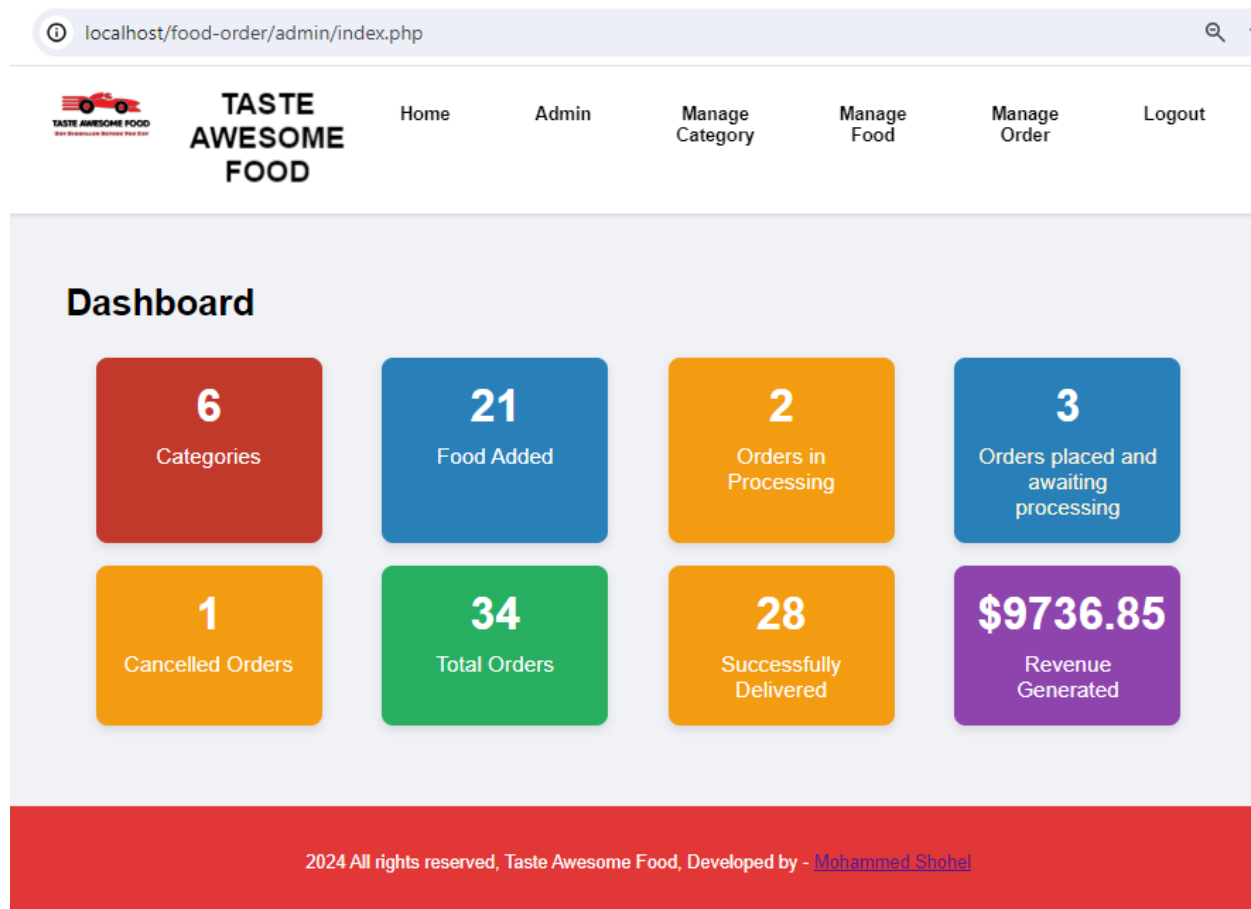 localhost/food-order/admin/index.php
TASTE AWESOME FOOD
TASTE
AWESOME
FOOD
Home
Admin
Manage
Category
Manage
Food
Manage
Order
Logout
Dashboard
6
Categories
21
Food Added
2
Orders in
Processing
3
Orders placed and
awaiting
processing
1
Cancelled Orders
34
Total Orders
28
Successfully
Delivered
$9736.85
Revenue
Generated
2024 All rights reserved, Taste Awesome Food, Developed by - Mohammed Shohel